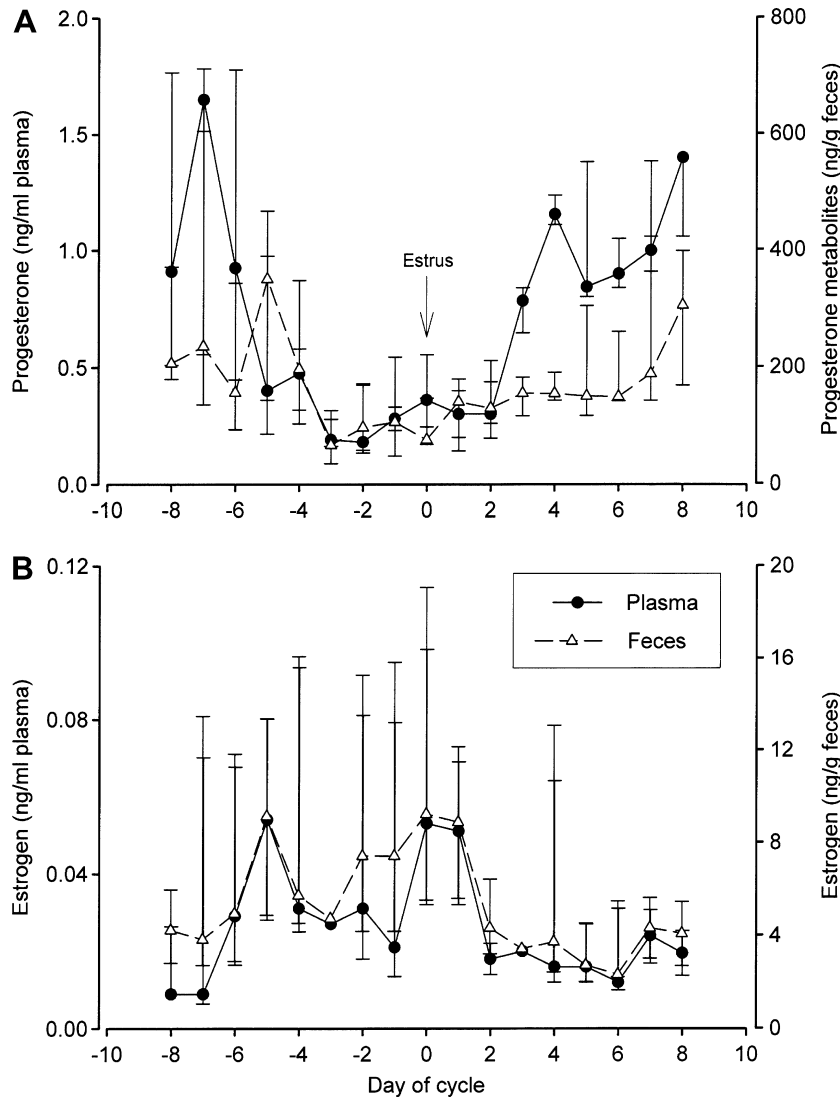 A
Progesterone (ng/ml plasma)
2.0
1.5
1.0
0.5
0.0
800
600
400
200
0
Progesterone metabolites (ng/g feces)
Estrus
-10 -8 -6 -4 -2 0 2 4 6 8 10
B
Estrogen (ng/ml plasma)
0.12
0.08
0.04
0.00
20
16
12
8
4
0
Estrogen (ng/g feces)
Plasma
Feces
-10 -8 -6 -4 -2 0 2 4 6 8 10
Day of cycle